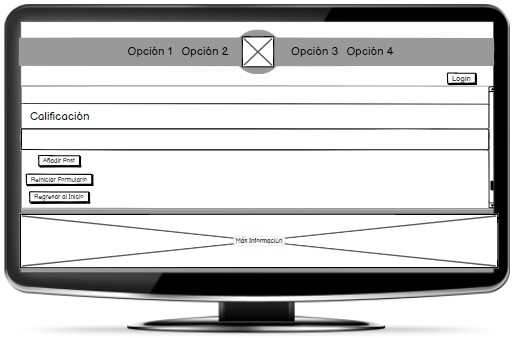 Opción 1 Opción 2 Opción 3 Opción 4
Login
Calificación
Añadir Post
Reiniciar Formulario
Regresar al Inicio
Más Información